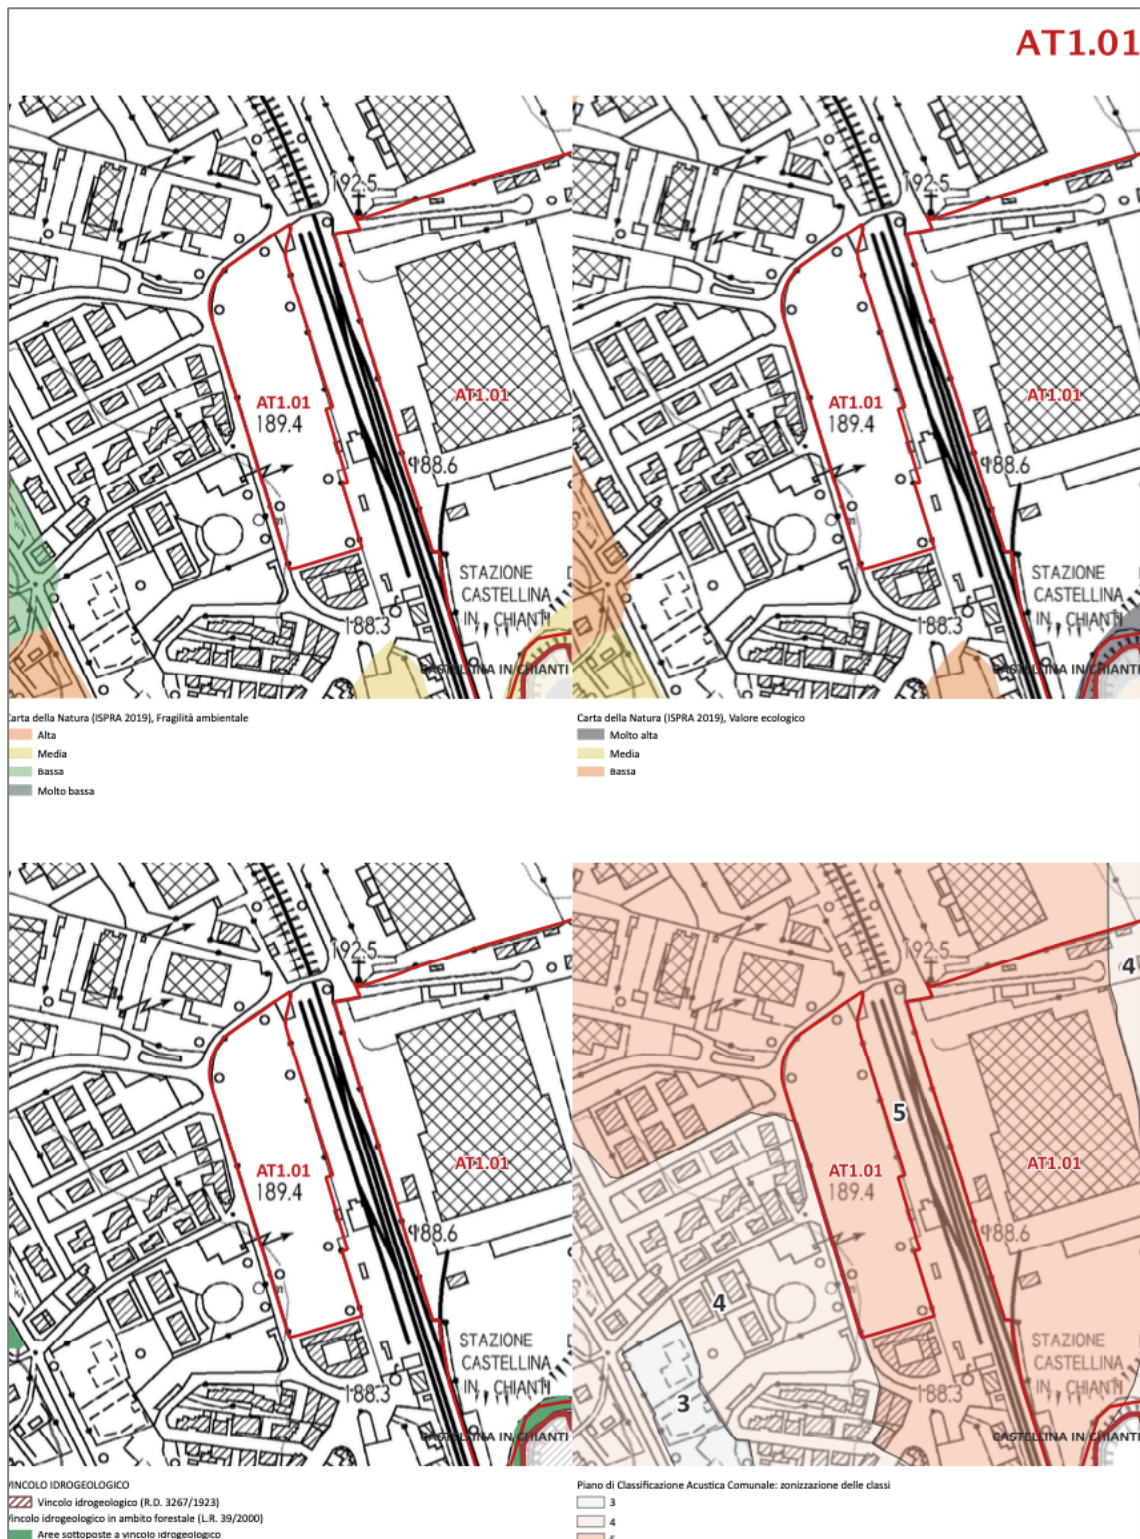 AT1.01
192.5
AT1.01
189.4
AT1.01
188.6
STAZIONE
CASTELLINA
IN CHIANTI
188.3
CASTELLINA IN CHIANTI
192.5
AT1.01
189.4
AT1.01
188.6
STAZIONE
CASTELLINA
IN CHIANTI
188.3
CASTELLINA IN CHIANTI
Carta della Natura (ISPRA 2019), Fragilità ambientale
Alta
Media
Bassa
Molto bassa
Carta della Natura (ISPRA 2019), Valore ecologico
Molto alta
Media
Bassa
192.5
AT1.01
189.4
AT1.01
188.6
STAZIONE
CASTELLINA
IN CHIANTI
188.3
CASTELLINA IN CHIANTI
192.5
4
5
AT1.01
189.4
AT1.01
188.6
4
STAZIONE
CASTELLINA
IN CHIANTI
188.3
3
CASTELLINA IN CHIANTI
VINCOLO IDROGEOLOGICO
Vincolo idrogeologico (R.D. 3267/1923)
Vincolo idrogeologico in ambito forestale (L.R. 39/2000)
Aree sottoposte a vincolo idrogeologico
Piano di Classificazione Acustica Comunale: zonizzazione delle classi
3
4
5